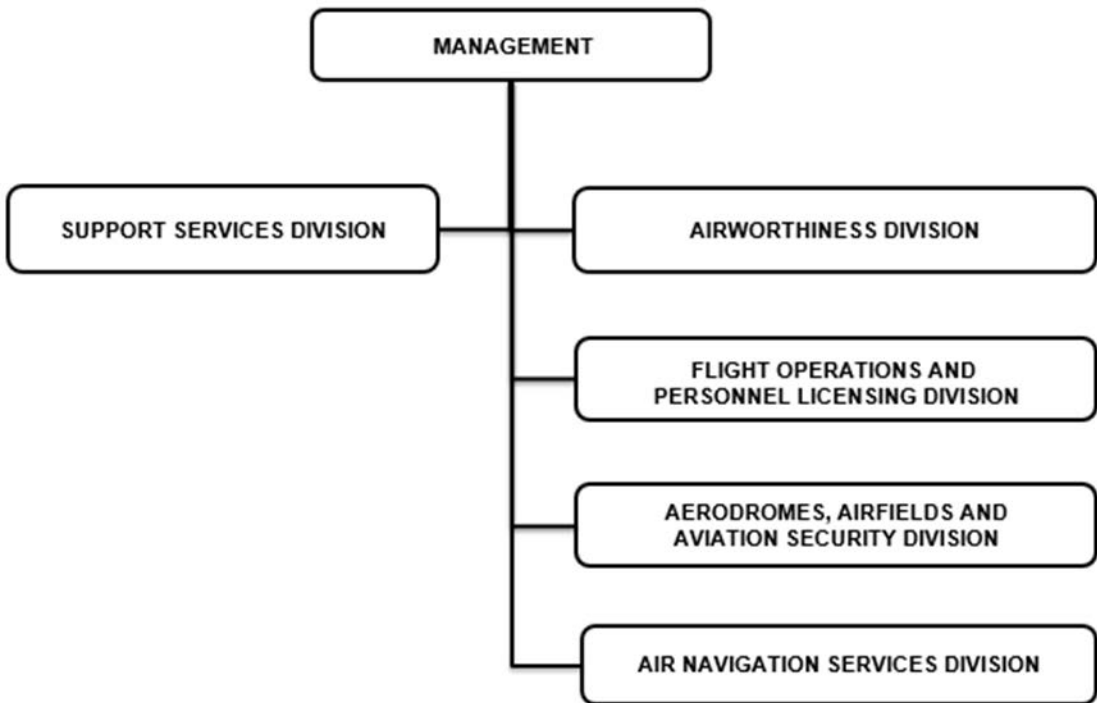 MANAGEMENT
SUPPORT SERVICES DIVISION
AIRWORTHINESS DIVISION
FLIGHT OPERATIONS AND
PERSONNEL LICENSING DIVISION
AERODROMES, AIRFIELDS AND
AVIATION SECURITY DIVISION
AIR NAVIGATION SERVICES DIVISION